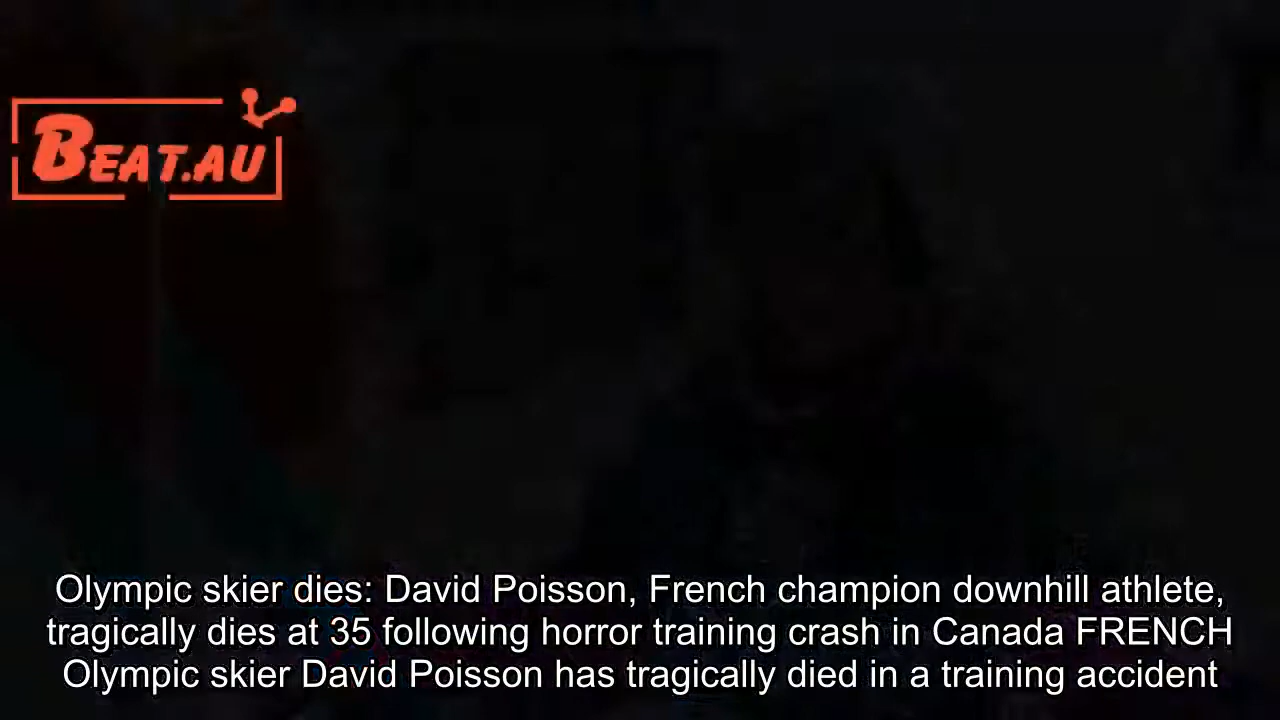 BEAT.AU
Olympic skier dies: David Poisson, French champion downhill athlete,
tragically dies at 35 following horror training crash in Canada FRENCH
Olympic skier David Poisson has tragically died in a training accident